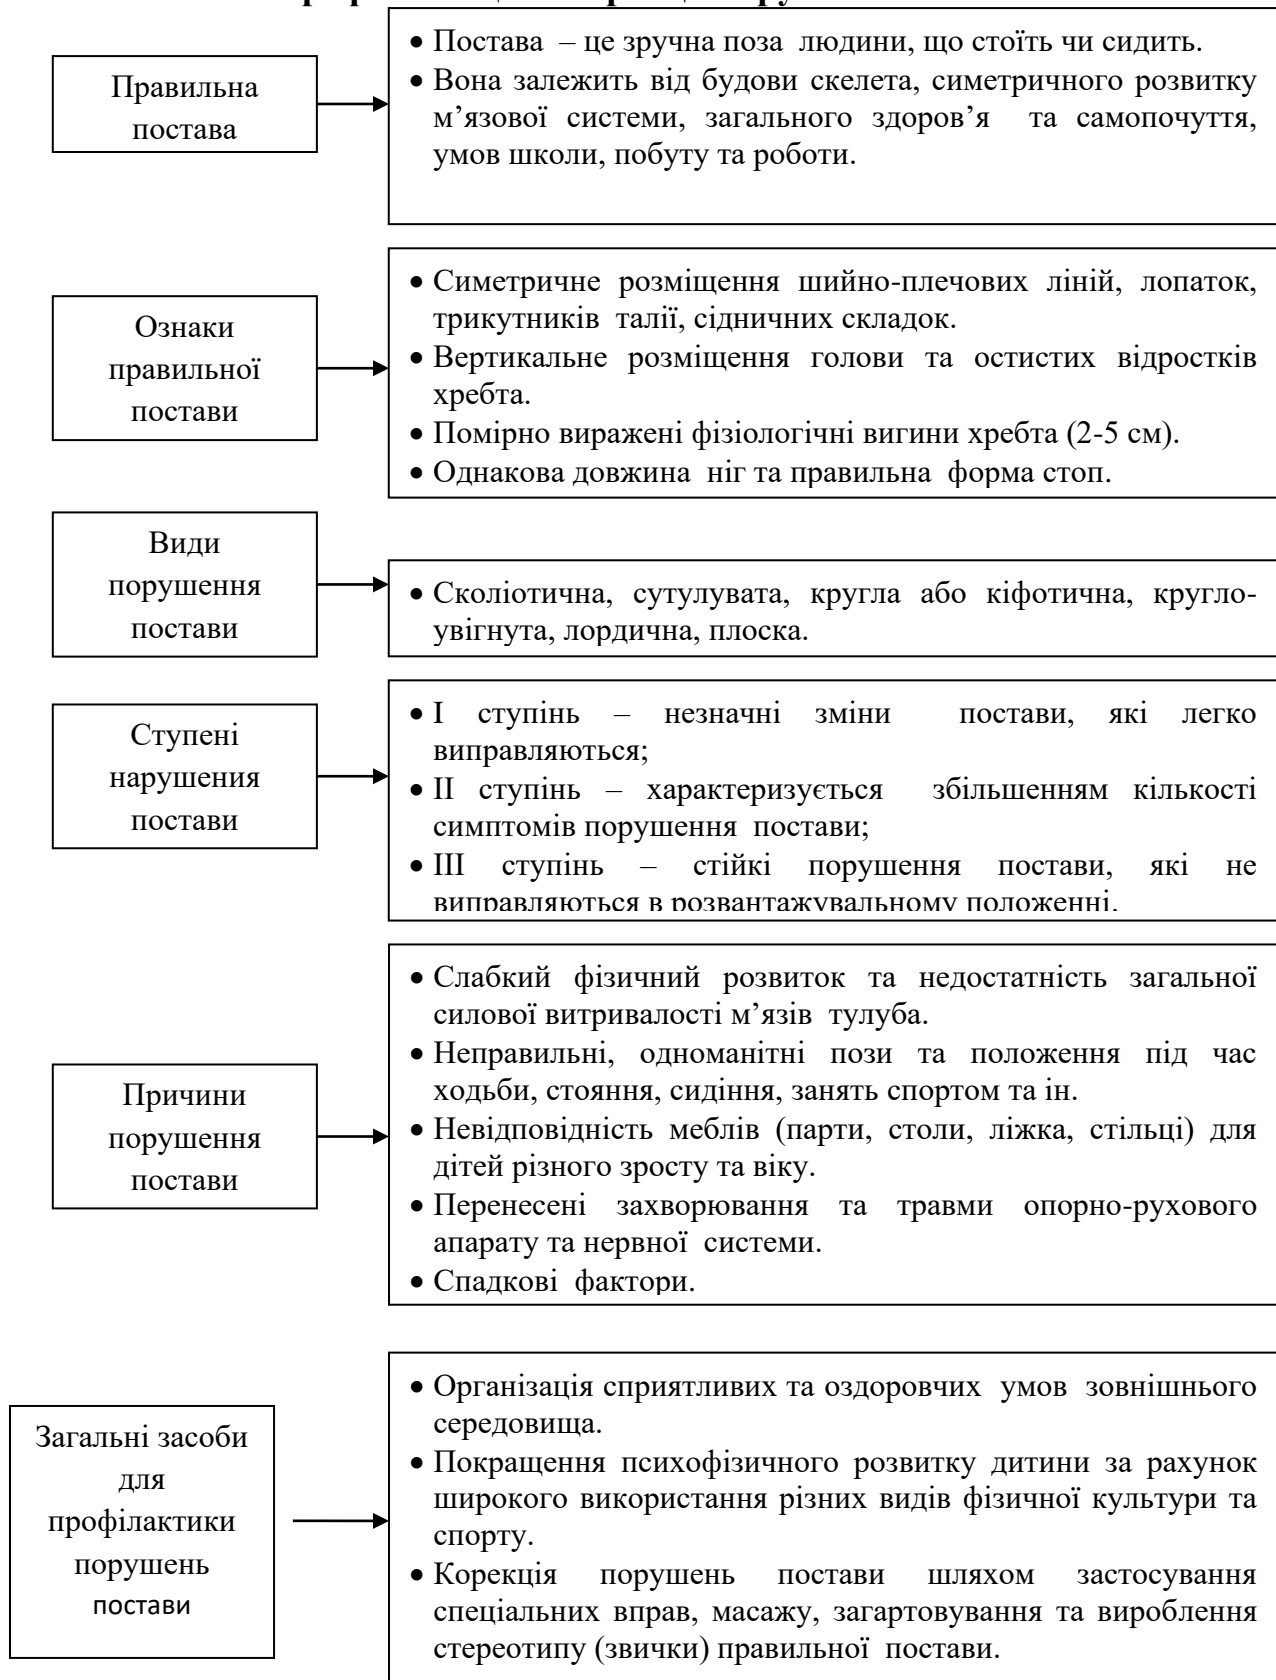 Правильна
постава
• Постава – це зручна поза людини, що стоїть чи сидить.
• Вона залежить від будови скелета, симетричного розвитку
м’язової системи, загального здоров’я та самопочуття,
умов школи, побуту та роботи.
Ознаки
правильної
постави
• Симетричне розміщення шийно-плечових ліній, лопаток,
трикутників талії, сідничних складок.
• Вертикальне розміщення голови та остистих відростків
хребта.
• Помірно виражені фізіологічні вигини хребта (2-5 см).
• Однакова довжина ніг та правильна форма стоп.
Види
порушення
постави
• Сколіотична, сутулувата, кругла або кіфотична, кругло-
увігнута, лордична, плоска.
Ступені
нарушения
постави
• І ступінь – незначні зміни постави, які легко
виправляються;
• ІІ ступінь – характеризується збільшенням кількості
симптомів порушення постави;
• ІІІ ступінь – стійкі порушення постави, які не
виправляються в розвантажувальному положенні.
Причини
порушення
постави
• Слабкий фізичний розвиток та недостатність загальної
силової витривалості м’язів тулуба.
• Неправильні, одноманітні пози та положення під час
ходьби, стояння, сидіння, занять спортом та ін.
• Невідповідність меблів (парти, столи, ліжка, стільці) для
дітей різного зросту та віку.
• Перенесені захворювання та травми опорно-рухового
апарату та нервної системи.
• Спадкові фактори.
Загальні засоби
для
профілактики
порушень
постави
• Організація сприятливих та оздоровчих умов зовнішнього
середовища.
• Покращення психофізичного розвитку дитини за рахунок
широкого використання різних видів фізичної культури та
спорту.
• Корекція порушень постави шляхом застосування
спеціальних вправ, масажу, загартовування та вироблення
стереотипу (звички) правильної постави.